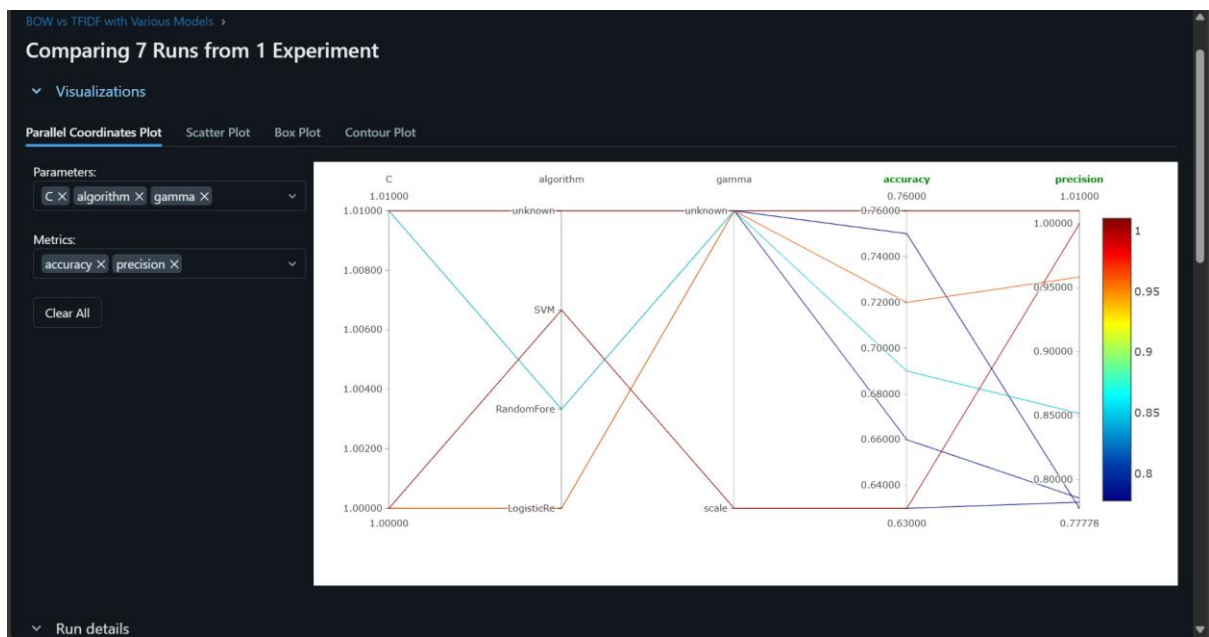 BOW vs TFIDF with Various Models ›
Comparing 7 Runs from 1 Experiment
Visualizations
Parallel Coordinates Plot Scatter Plot Box Plot Contour Plot
Parameters:
C × algorithm × gamma ×
Metrics:
accuracy × precision ×
Clear All
C algorithm gamma accuracy precision
1.01000 0.76000 1.01000
1.01000 unknown unknown 0.76000
1.00000 1
1.00800 0.74000
0.95000 0.95
SVM 0.72000
1.00600
0.70000 0.90000 0.9
1.00400 0.68000
RandomFore 0.85000 0.85
1.00200 0.66000
0.64000 0.80000 0.8
1.00000 LogisticRe scale
1.00000 0.63000 0.77778
Run details